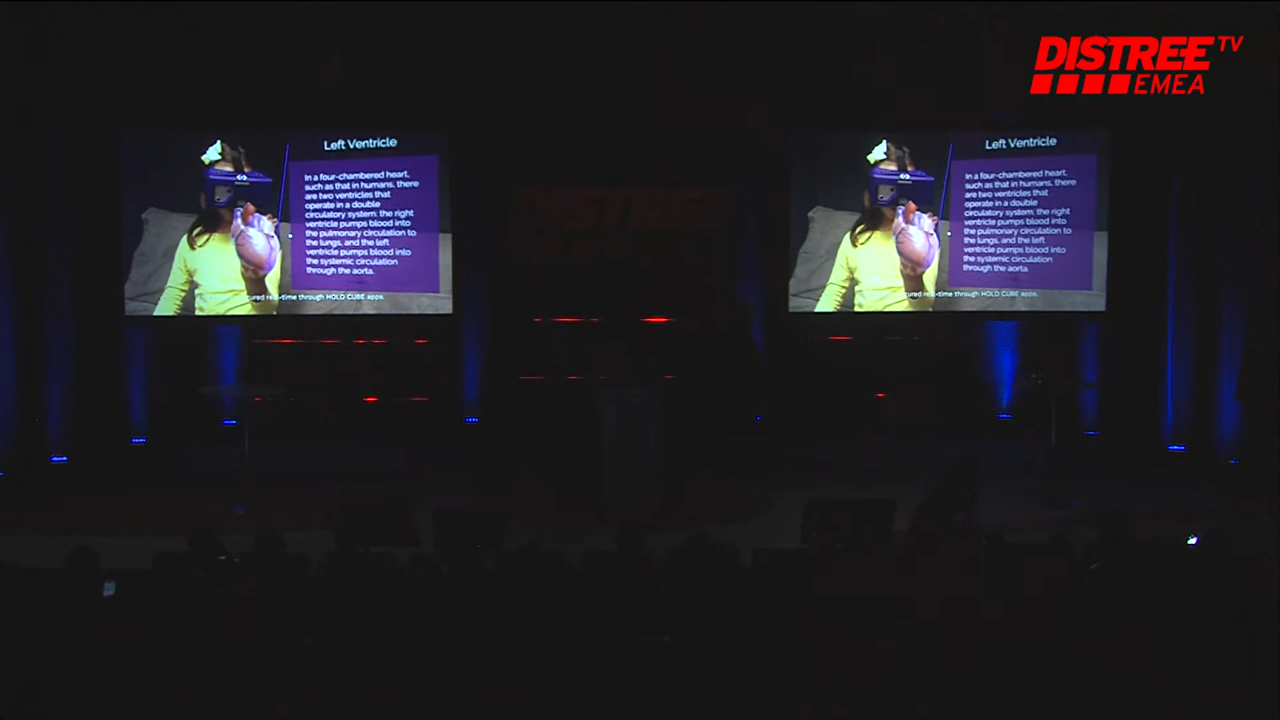 DISTREE TV
EMEA
Left Ventricle
In a four-chambered heart,
such as that in humans, there
are two ventricles that
operate in a double
circulatory system: the right
ventricle pumps blood into
the pulmonary circulation to
the lungs, and the left
ventricle pumps blood into
the systemic circulation
through the aorta.
real-time through HOLO CUBE apps.
Left Ventricle
In a four-chambered heart,
such as that in humans, there
are two ventricles that
operate in a double
circulatory system: the right
ventricle pumps blood into
the pulmonary circulation to
the lungs, and the left
ventricle pumps blood into
the systemic circulation
through the aorta.
real-time through HOLO CUBE apps.